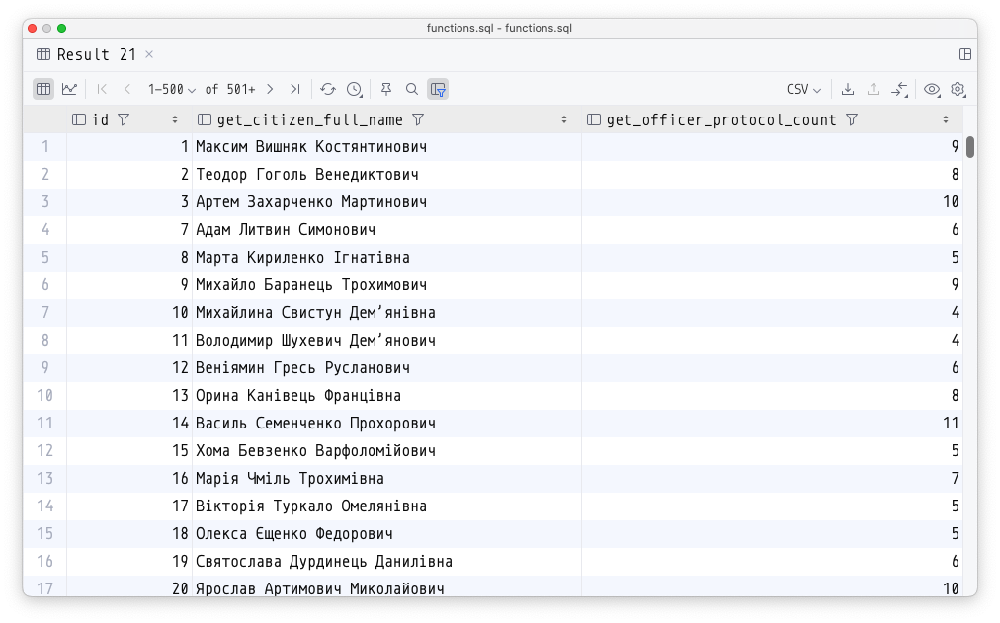 functions.sql – functions.sql
Result 21 ×
1–500 of 501+ CSV
id get_citizen_full_name get_officer_protocol_count
1 1 Максим Вишняк Костянтинович 9
2 2 Теодор Гоголь Венедиктович 8
3 3 Артем Захарченко Мартинович 10
4 7 Адам Литвин Симонович 6
5 8 Марта Кириленко Ігнатівна 5
6 9 Михайло Баранець Трохимович 9
7 10 Михайлина Свистун Дем’янівна 4
8 11 Володимир Шухевич Дем’янович 4
9 12 Веніямин Гресь Русланович 6
10 13 Орина Канівець Францівна 8
11 14 Василь Семенченко Прохорович 11
12 15 Хома Бевзенко Варфоломійович 5
13 16 Марія Чміль Трохимівна 7
14 17 Вікторія Туркало Омелянівна 5
15 18 Олекса Єщенко Федорович 5
16 19 Святослава Дурдинець Данилівна 6
17 20 Ярослав Артимович Миколайович 10